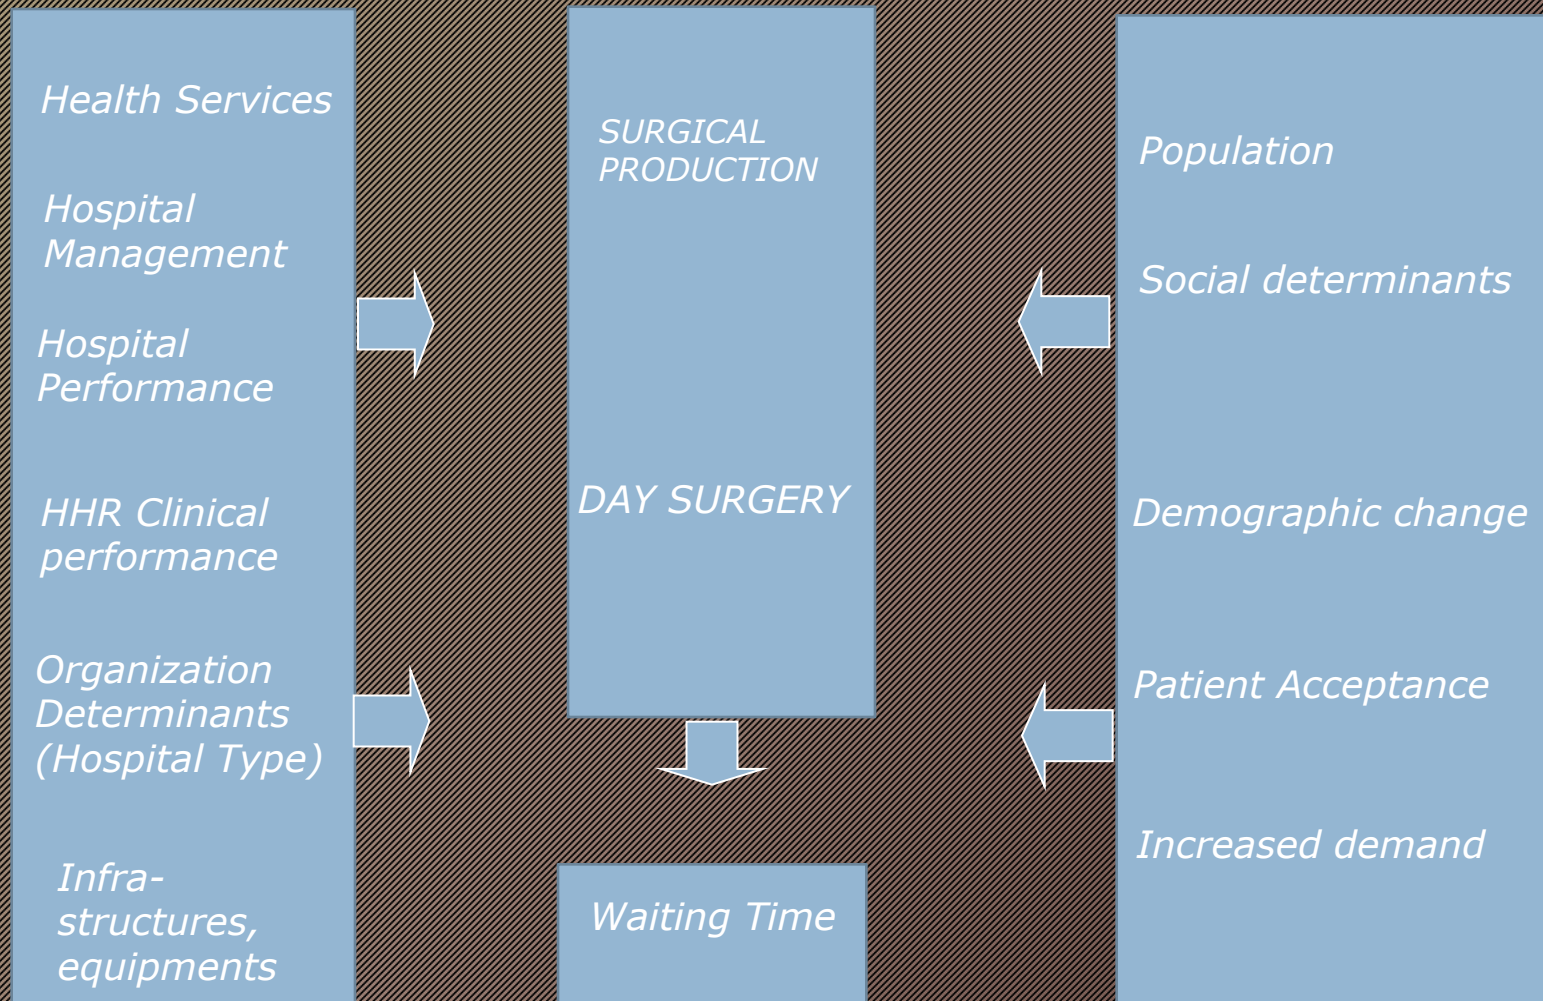 Health Services
Hospital
Management
Hospital
Performance
HHR Clinical
performance
Organization
Determinants
(Hospital Type)
Infra-
structures,
equipments
SURGICAL
PRODUCTION
DAY SURGERY
Waiting Time
Population
Social determinants
Demographic change
Patient Acceptance
Increased demand